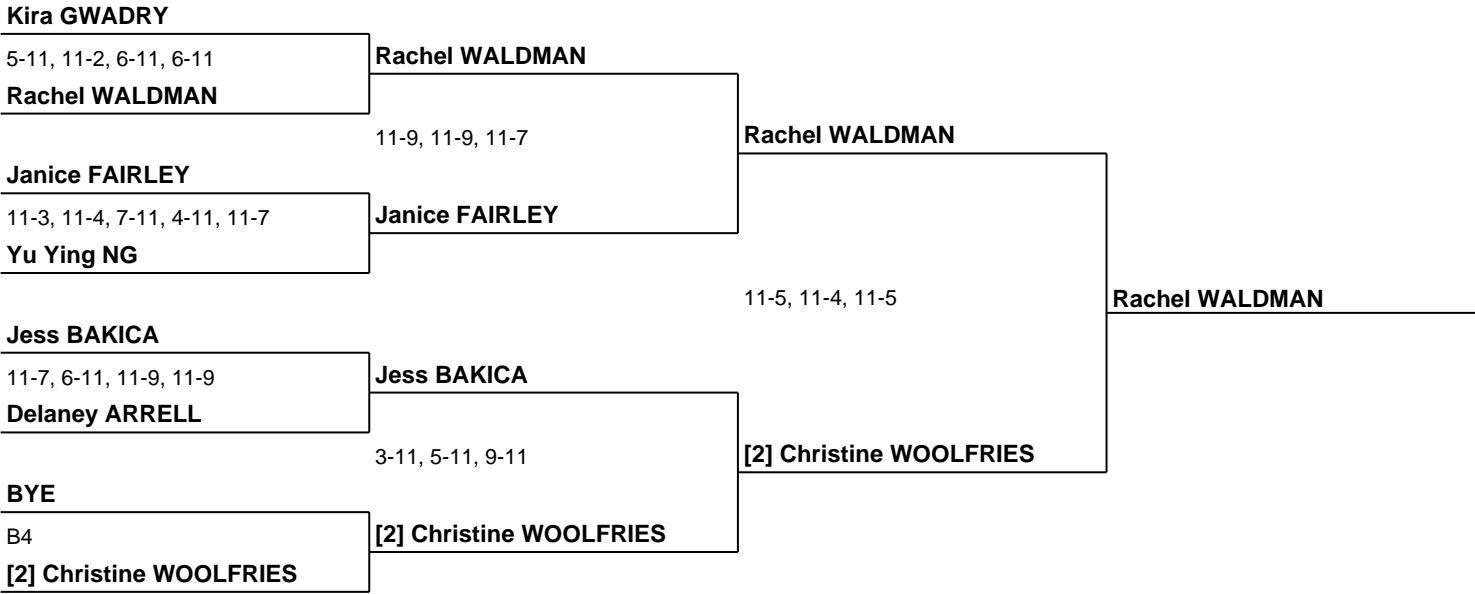 Kira GWADRY
5-11, 11-2, 6-11, 6-11
Rachel WALDMAN
Rachel WALDMAN
11-9, 11-9, 11-7
Rachel WALDMAN
Janice FAIRLEY
11-3, 11-4, 7-11, 4-11, 11-7
Yu Ying NG
Janice FAIRLEY
11-5, 11-4, 11-5
Rachel WALDMAN
Jess BAKICA
11-7, 6-11, 11-9, 11-9
Delaney ARRELL
Jess BAKICA
3-11, 5-11, 9-11
[2] Christine WOOLFRIES
BYE
B4
[2] Christine WOOLFRIES
[2] Christine WOOLFRIES